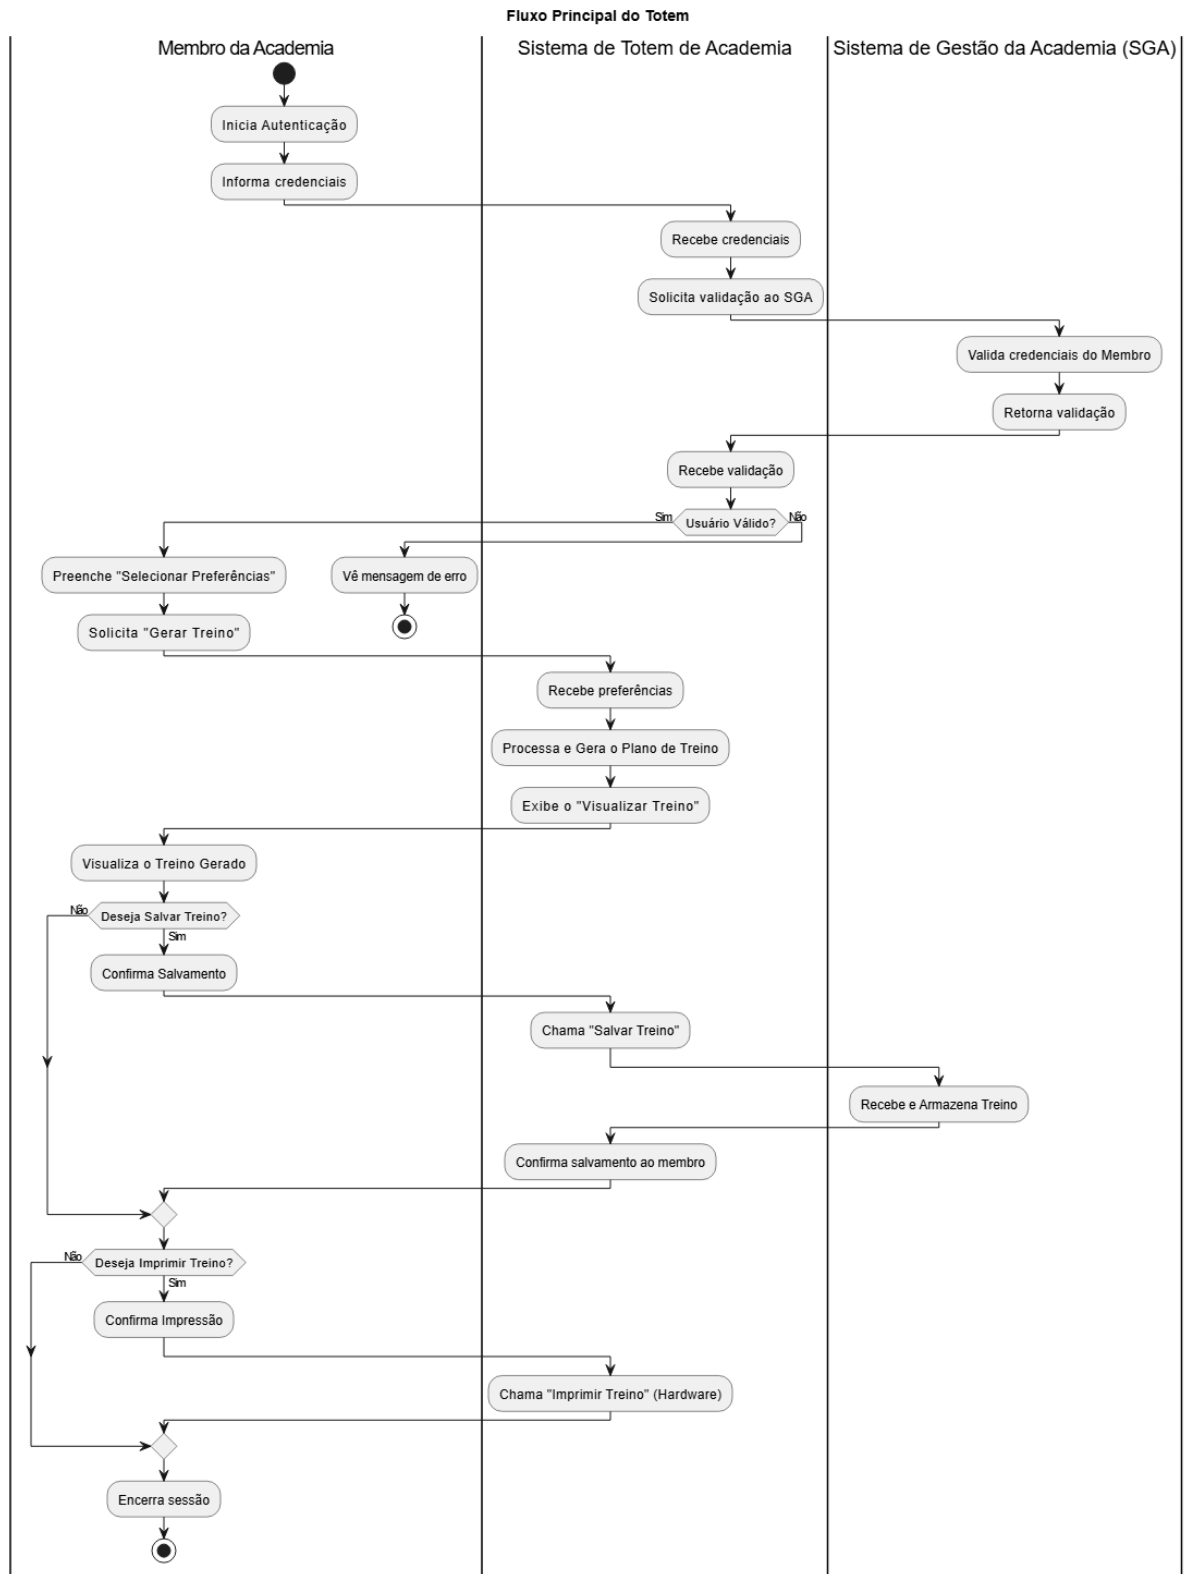 Fluxo Principal do Totem
Membro da Academia
Sistema de Totem de Academia
Sistema de Gestão da Academia (SGA)
Inicia Autenticação
Informa credenciais
Recebe credenciais
Solicita validação ao SGA
Valida credenciais do Membro
Retorna validação
Recebe validação
Sim
Usuário Válido?
Não
Preenche "Selecionar Preferências"
Vê mensagem de erro
Solicita "Gerar Treino"
Recebe preferências
Processa e Gera o Plano de Treino
Exibe o "Visualizar Treino"
Visualiza o Treino Gerado
Não
Deseja Salvar Treino?
Sim
Confirma Salvamento
Chama "Salvar Treino"
Recebe e Armazena Treino
Confirma salvamento ao membro
Não
Deseja Imprimir Treino?
Sim
Confirma Impressão
Chama "Imprimir Treino" (Hardware)
Encerra sessão